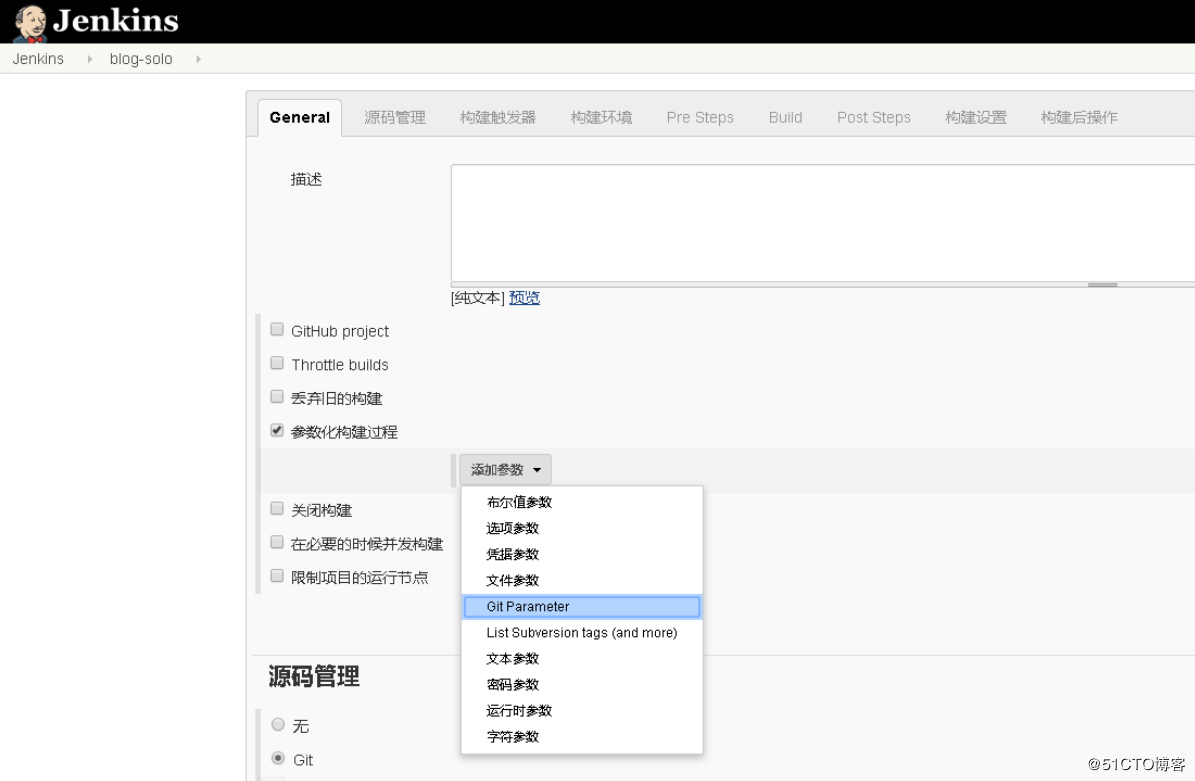 Jenkins
Jenkins blog-solo
General 源码管理 构建触发器 构建环境 Pre Steps Build Post Steps 构建设置 构建后操作
描述
[纯文本] 预览
GitHub project
Throttle builds
丢弃旧的构建
参数化构建过程
添加参数
布尔值参数
选项参数
凭据参数
文件参数
Git Parameter
List Subversion tags (and more)
文本参数
密码参数
运行时参数
字符参数
关闭构建
在必要的时候并发构建
限制项目的运行节点
源码管理
无
Git
@51CTO博客